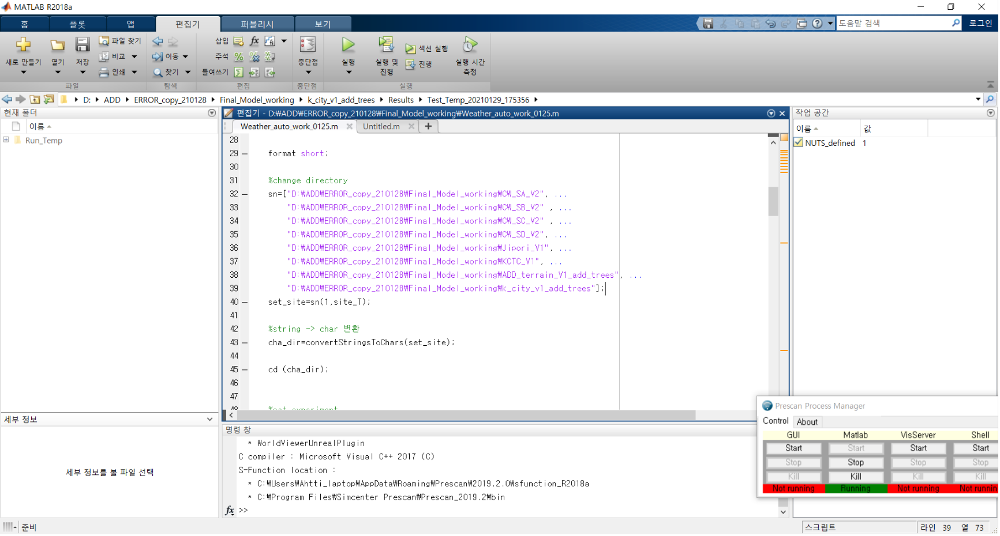 MATLAB R2018a
홈 플롯 앱 편집기 퍼블리시 보기
도움말 검색 로그인
새로 만들기 열기 저장 파일 찾기 비교 인쇄
이동 찾기
삽입 fx
주석 %
들여쓰기
중단점
실행 실행 및 진행 섹션 실행 진행 실행 시간 측정
파일 탐색 편집 중단점 실행
D: ADD ERROR_copy_210128 Final_Model_working k_city_v1_add_trees Results Test_Temp_20210129_175356
현재 폴더
이름
Run_Temp
세부 정보
세부 정보를 볼 파일 선택
편집기 - D:₩ADD₩ERROR_copy_210128₩Final_Model_working₩Weather_auto_work_0125.m
Weather_auto_work_0125.m Untitled.m +
28
29 – format short;
30
31 %change directory
32 – sn=["D:₩ADD₩ERROR_copy_210128₩Final_Model_working₩CW_SA_V2", ...
33 "D:₩ADD₩ERROR_copy_210128₩Final_Model_working₩CW_SB_V2" , ...
34 "D:₩ADD₩ERROR_copy_210128₩Final_Model_working₩CW_SC_V2" , ...
35 "D:₩ADD₩ERROR_copy_210128₩Final_Model_working₩CW_SD_V2", ...
36 "D:₩ADD₩ERROR_copy_210128₩Final_Model_working₩Jipori_V1", ...
37 "D:₩ADD₩ERROR_copy_210128₩Final_Model_working₩KCTC_V1", ...
38 "D:₩ADD₩ERROR_copy_210128₩Final_Model_working₩ADD_terrain_V1_add_trees", ...
39 "D:₩ADD₩ERROR_copy_210128₩Final_Model_working₩k_city_v1_add_trees"];
40 – set_site=sn(1,site_T);
41
42 %string -> char 변환
43 – cha_dir=convertStringsToChars(set_site);
44
45 – cd (cha_dir);
46
47
48 %set experiment
명령 창
* WorldViewerUnrealPlugin
C compiler : Microsoft Visual C++ 2017 (C)
S-Function location :
* C:₩Users₩Ahtti_laptop₩AppData₩Roaming₩Prescan₩2019.2.0₩sfunction_R2018a
* C:₩Program Files₩Simcenter Prescan₩Prescan_2019.2₩bin
fx >>
작업 공간
이름 값
NUTS_defined 1
Prescan Process Manager
Control About
GUI Matlab VisServer Shell
Start Start Start Start
Stop Stop Stop Stop
Kill Kill Kill Kill
Not running Running Not running Not runnin
준비
스크립트 라인 39 열 73